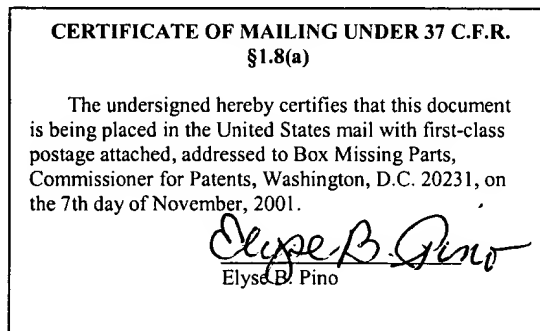 CERTIFICATE OF MAILING UNDER 37 C.F.R.
§1.8(a)
The undersigned hereby certifies that this document
is being placed in the United States mail with first-class
postage attached, addressed to Box Missing Parts,
Commissioner for Patents, Washington, D.C. 20231, on
the 7th day of November, 2001.
Elyse B. Pino
Elyse B. Pino